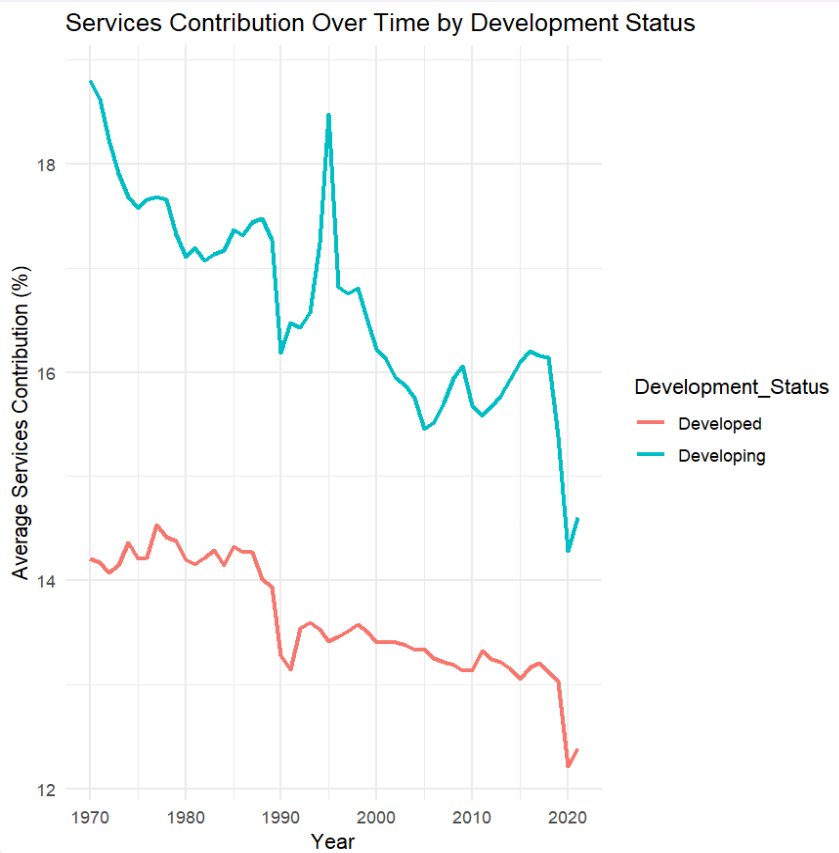 Services Contribution Over Time by Development Status
Average Services Contribution (%)
18
16
14
12
1970 1980 1990 2000 2010 2020
Year
Development_Status
Developed
Developing